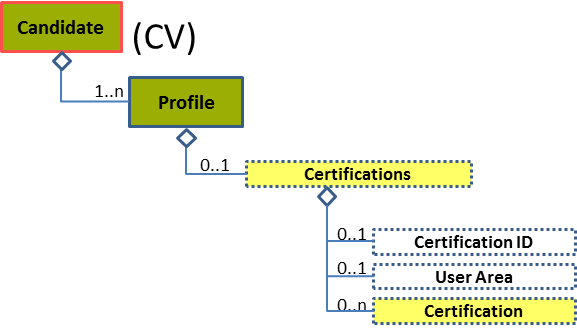 Candidate (CV)
1..n
Profile
0..1
Certifications
0..1
Certification ID
0..1
User Area
0..n
Certification